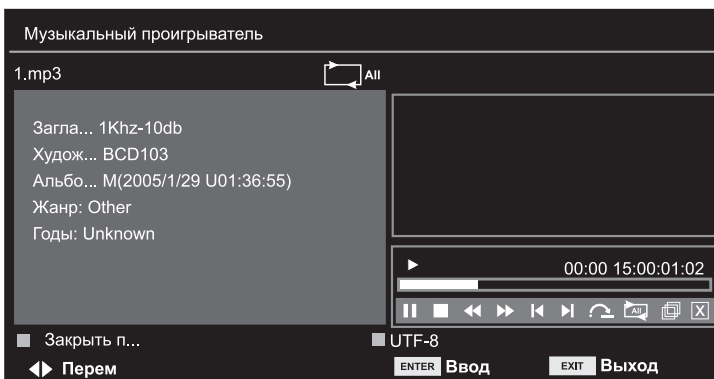 Музыкальный проигрыватель
1.mp3 All
Загла... 1Khz-10db
Худож... BCD103
Альбо... M(2005/1/29 U01:36:55)
Жанр: Other
Годы: Unknown
00:00 15:00:01:02
All X
Закрыть п... UTF-8
Перем ENTER Ввод EXIT Выход